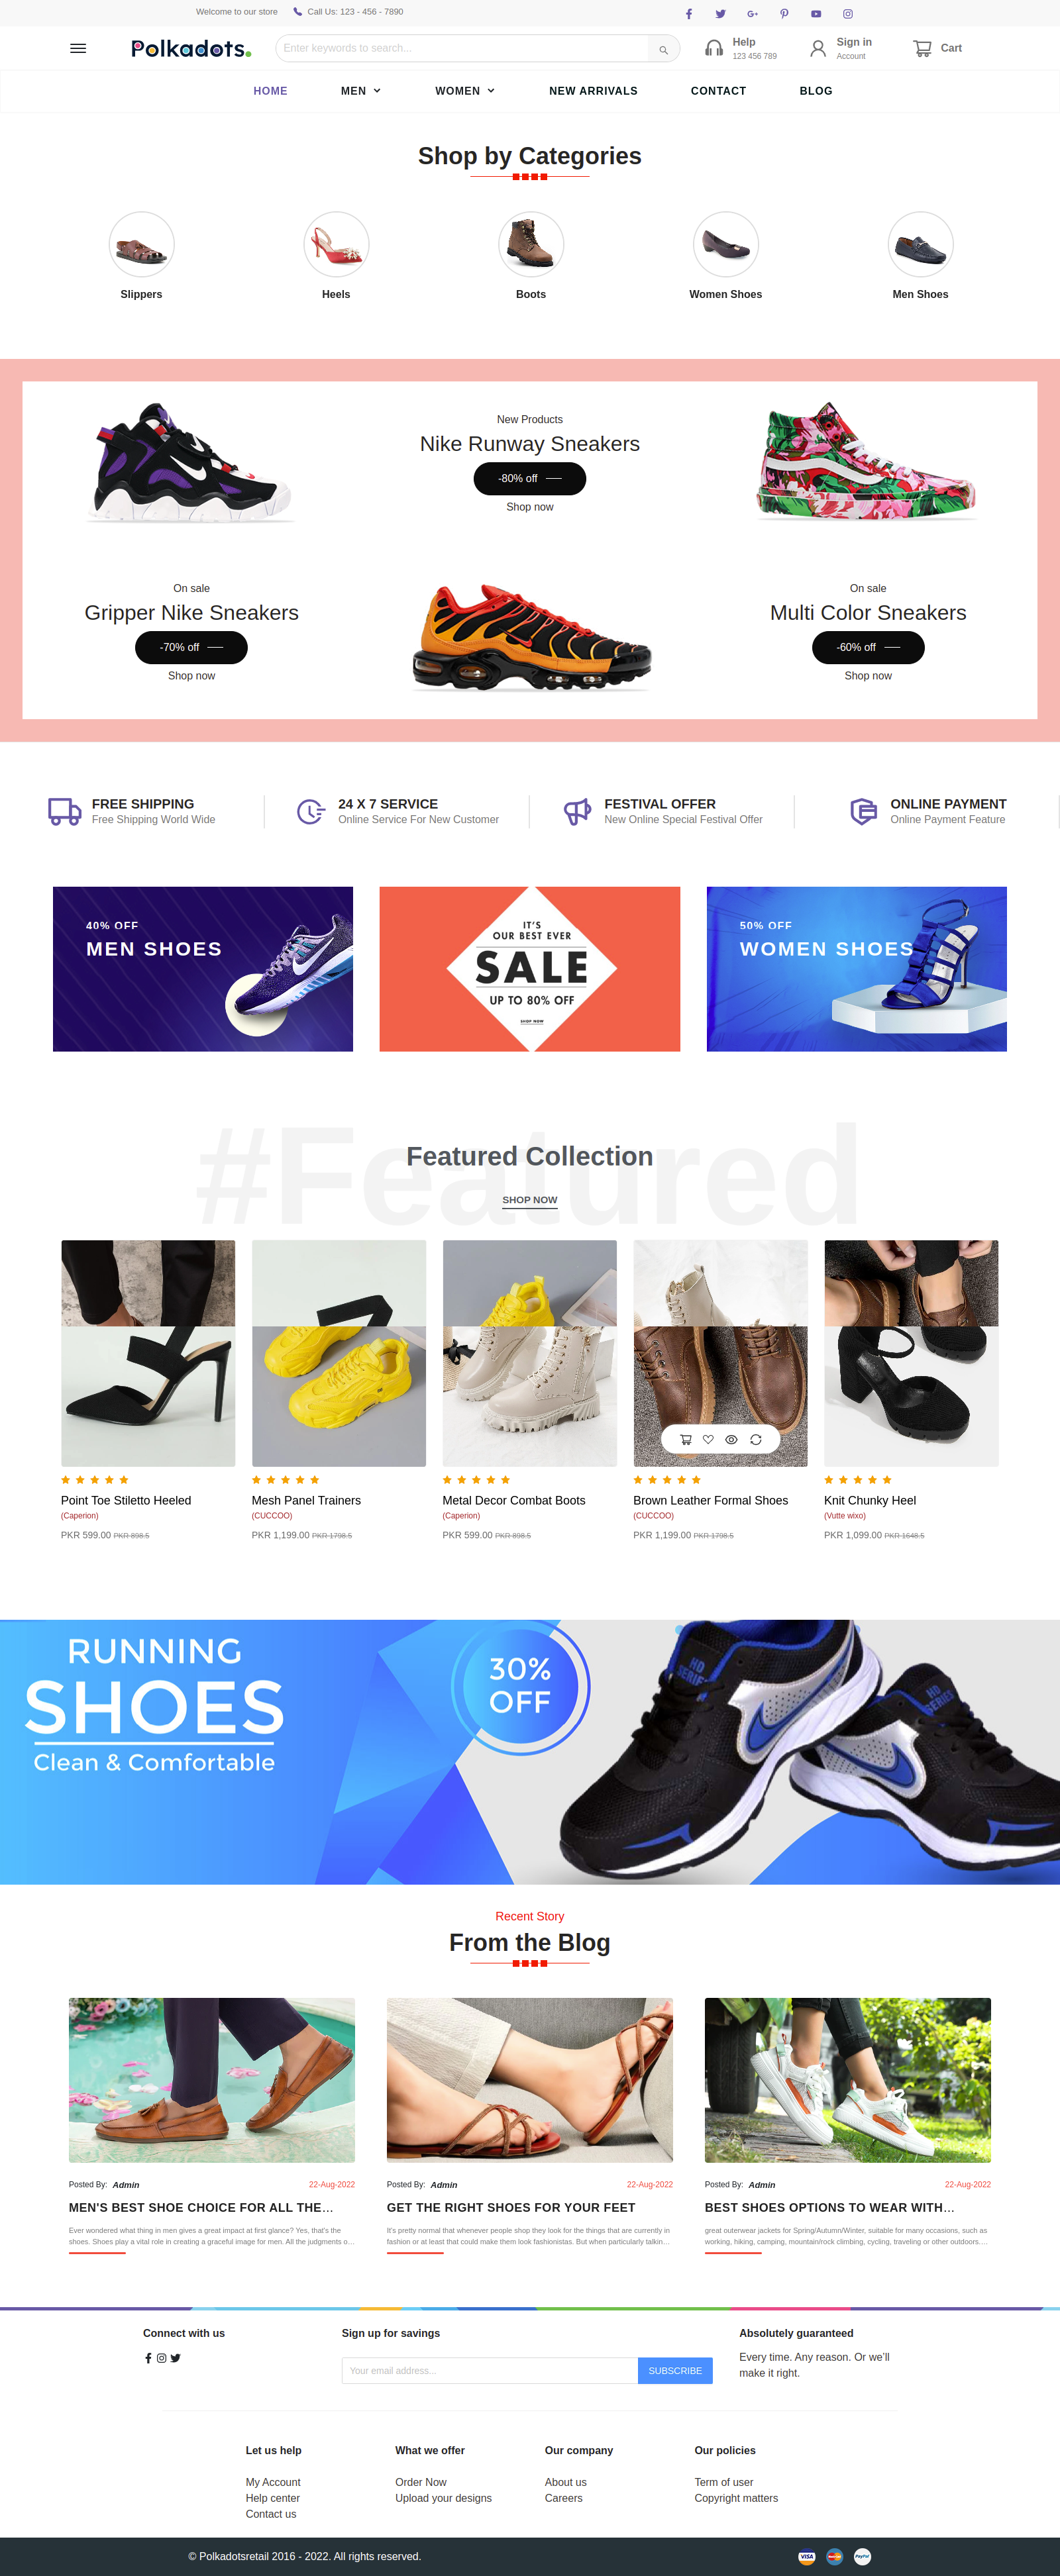 Welcome to our store
Call Us: 123 - 456 - 7890
Polkadots.
Enter keywords to search...
Help
123 456 789
Sign in
Account
Cart
HOME
MEN
WOMEN
NEW ARRIVALS
CONTACT
BLOG
Shop by Categories
Slippers
Heels
Boots
Women Shoes
Men Shoes
New Products
Nike Runway Sneakers
-80% off
Shop now
On sale
Gripper Nike Sneakers
-70% off
Shop now
On sale
Multi Color Sneakers
-60% off
Shop now
FREE SHIPPING
Free Shipping World Wide
24 X 7 SERVICE
Online Service For New Customer
FESTIVAL OFFER
New Online Special Festival Offer
ONLINE PAYMENT
Online Payment Feature
40% OFF
MEN SHOES
IT'S
OUR BEST EVER
SALE
UP TO 80% OFF
SHOP NOW
50% OFF
WOMEN SHOES
#Featured
Featured Collection
SHOP NOW
Point Toe Stiletto Heeled
(Caperion)
PKR 599.00 PKR 898.5
Mesh Panel Trainers
(CUCCOO)
PKR 1,199.00 PKR 1798.5
Metal Decor Combat Boots
(Caperion)
PKR 599.00 PKR 898.5
Brown Leather Formal Shoes
(CUCCOO)
PKR 1,199.00 PKR 1798.5
Knit Chunky Heel
(Vutte wixo)
PKR 1,099.00 PKR 1648.5
RUNNING
SHOES
Clean & Comfortable
30%
OFF
HD
SERIES
HD
SERIES
Recent Story
From the Blog
Posted By: Admin
22-Aug-2022
MEN'S BEST SHOE CHOICE FOR ALL THE...
Ever wondered what thing in men gives a great impact at first glance? Yes, that's the
shoes. Shoes play a vital role in creating a graceful image for men. All the judgments o...
Posted By: Admin
22-Aug-2022
GET THE RIGHT SHOES FOR YOUR FEET
It's pretty normal that whenever people shop they look for the things that are currently in
fashion or at least that could make them look fashionistas. But when particularly talkin...
Posted By: Admin
22-Aug-2022
BEST SHOES OPTIONS TO WEAR WITH...
great outerwear jackets for Spring/Autumn/Winter, suitable for many occasions, such as
working, hiking, camping, mountain/rock climbing, cycling, traveling or other outdoors....
Connect with us
Sign up for savings
Your email address...
SUBSCRIBE
Absolutely guaranteed
Every time. Any reason. Or we'll
make it right.
Let us help
My Account
Help center
Contact us
What we offer
Order Now
Upload your designs
Our company
About us
Careers
Our policies
Term of user
Copyright matters
© Polkadotsretail 2016 - 2022. All rights reserved.
VISA
PayPal